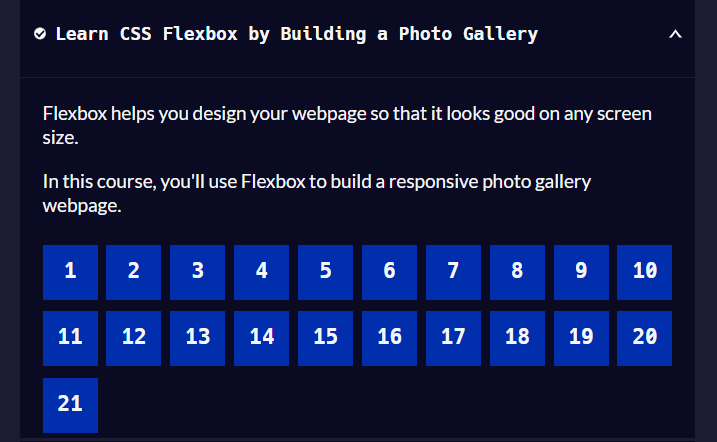 Learn CSS Flexbox by Building a Photo Gallery
Flexbox helps you design your webpage so that it looks good on any screen
size.
In this course, you'll use Flexbox to build a responsive photo gallery
webpage.
1 2 3 4 5 6 7 8 9 10
11 12 13 14 15 16 17 18 19 20
21